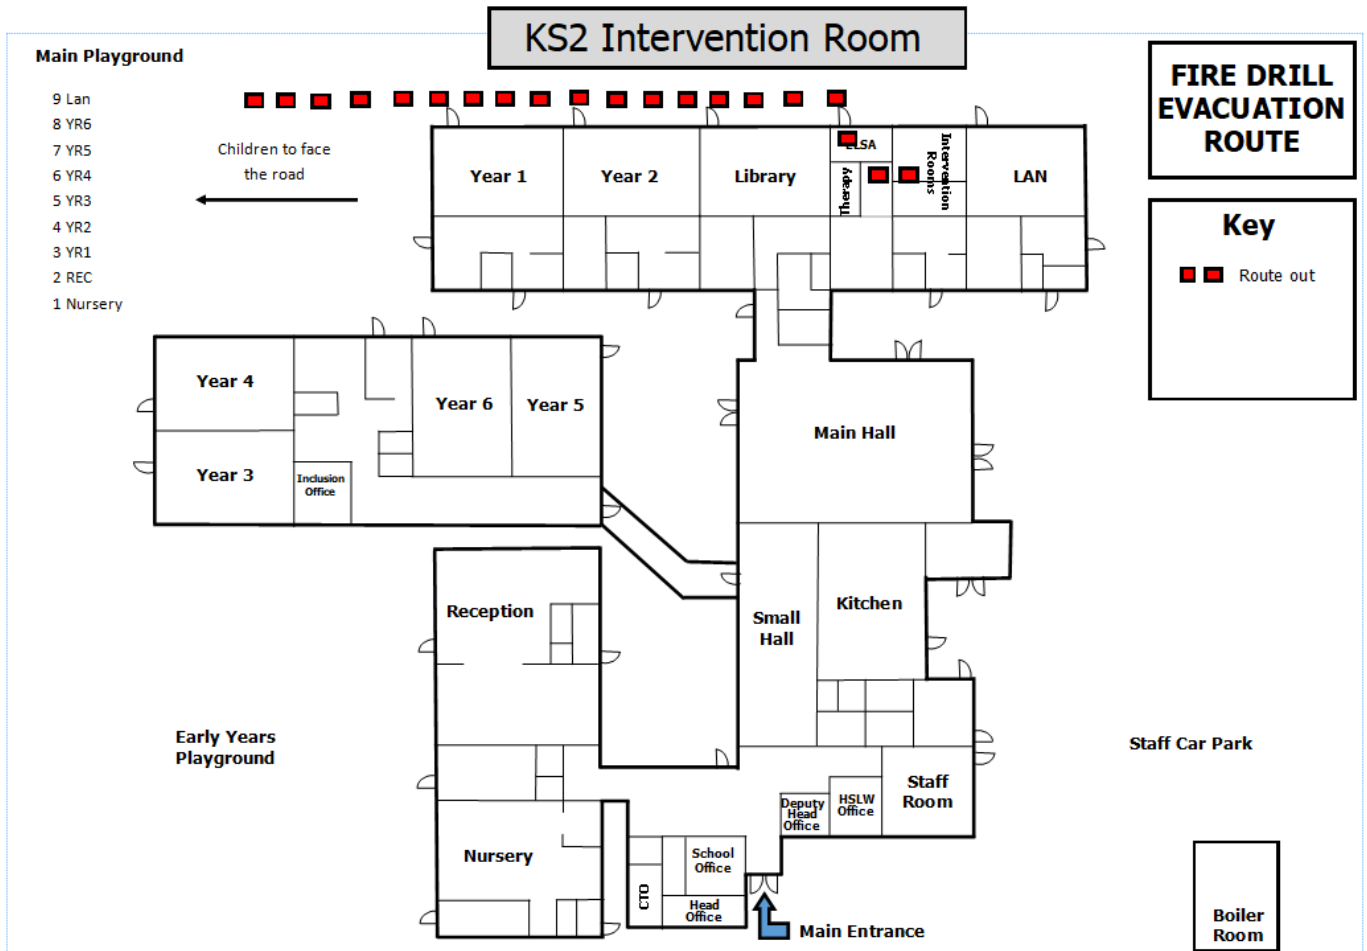 KS2 Intervention Room
Main Playground
9 Lan
8 YR6
7 YR5
6 YR4
5 YR3
4 YR2
3 YR1
2 REC
1 Nursery
Children to face
the road
FIRE DRILL
EVACUATION
ROUTE
Key
Route out
Year 1
Year 2
Library
ELSA
Therapy
Intervention
Rooms
LAN
Year 4
Year 6
Year 5
Year 3
Inclusion
Office
Main Hall
Reception
Small
Hall
Kitchen
Early Years
Playground
Staff Car Park
Staff
Room
Deputy
Head
Office
HSLW
Office
Nursery
School
Office
CTO
Head
Office
Main Entrance
Boiler
Room